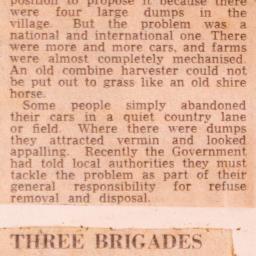 position to propose it because there
were four large dumps in the
village. But the problem was a
national and international one. There
were more and more cars, and farms
were almost completely mechanised.
An old combine harvester could not
be put out to grass like an old shire
horse.
Some people simply abandoned
their cars in a quiet country lane
or field. Where there were dumps
they attracted vermin and looked
appalling. Recently the Government
had told local authorities they must
tackle the problem as part of their
general responsibility for refuse
removal and disposal.
THREE BRIGADES